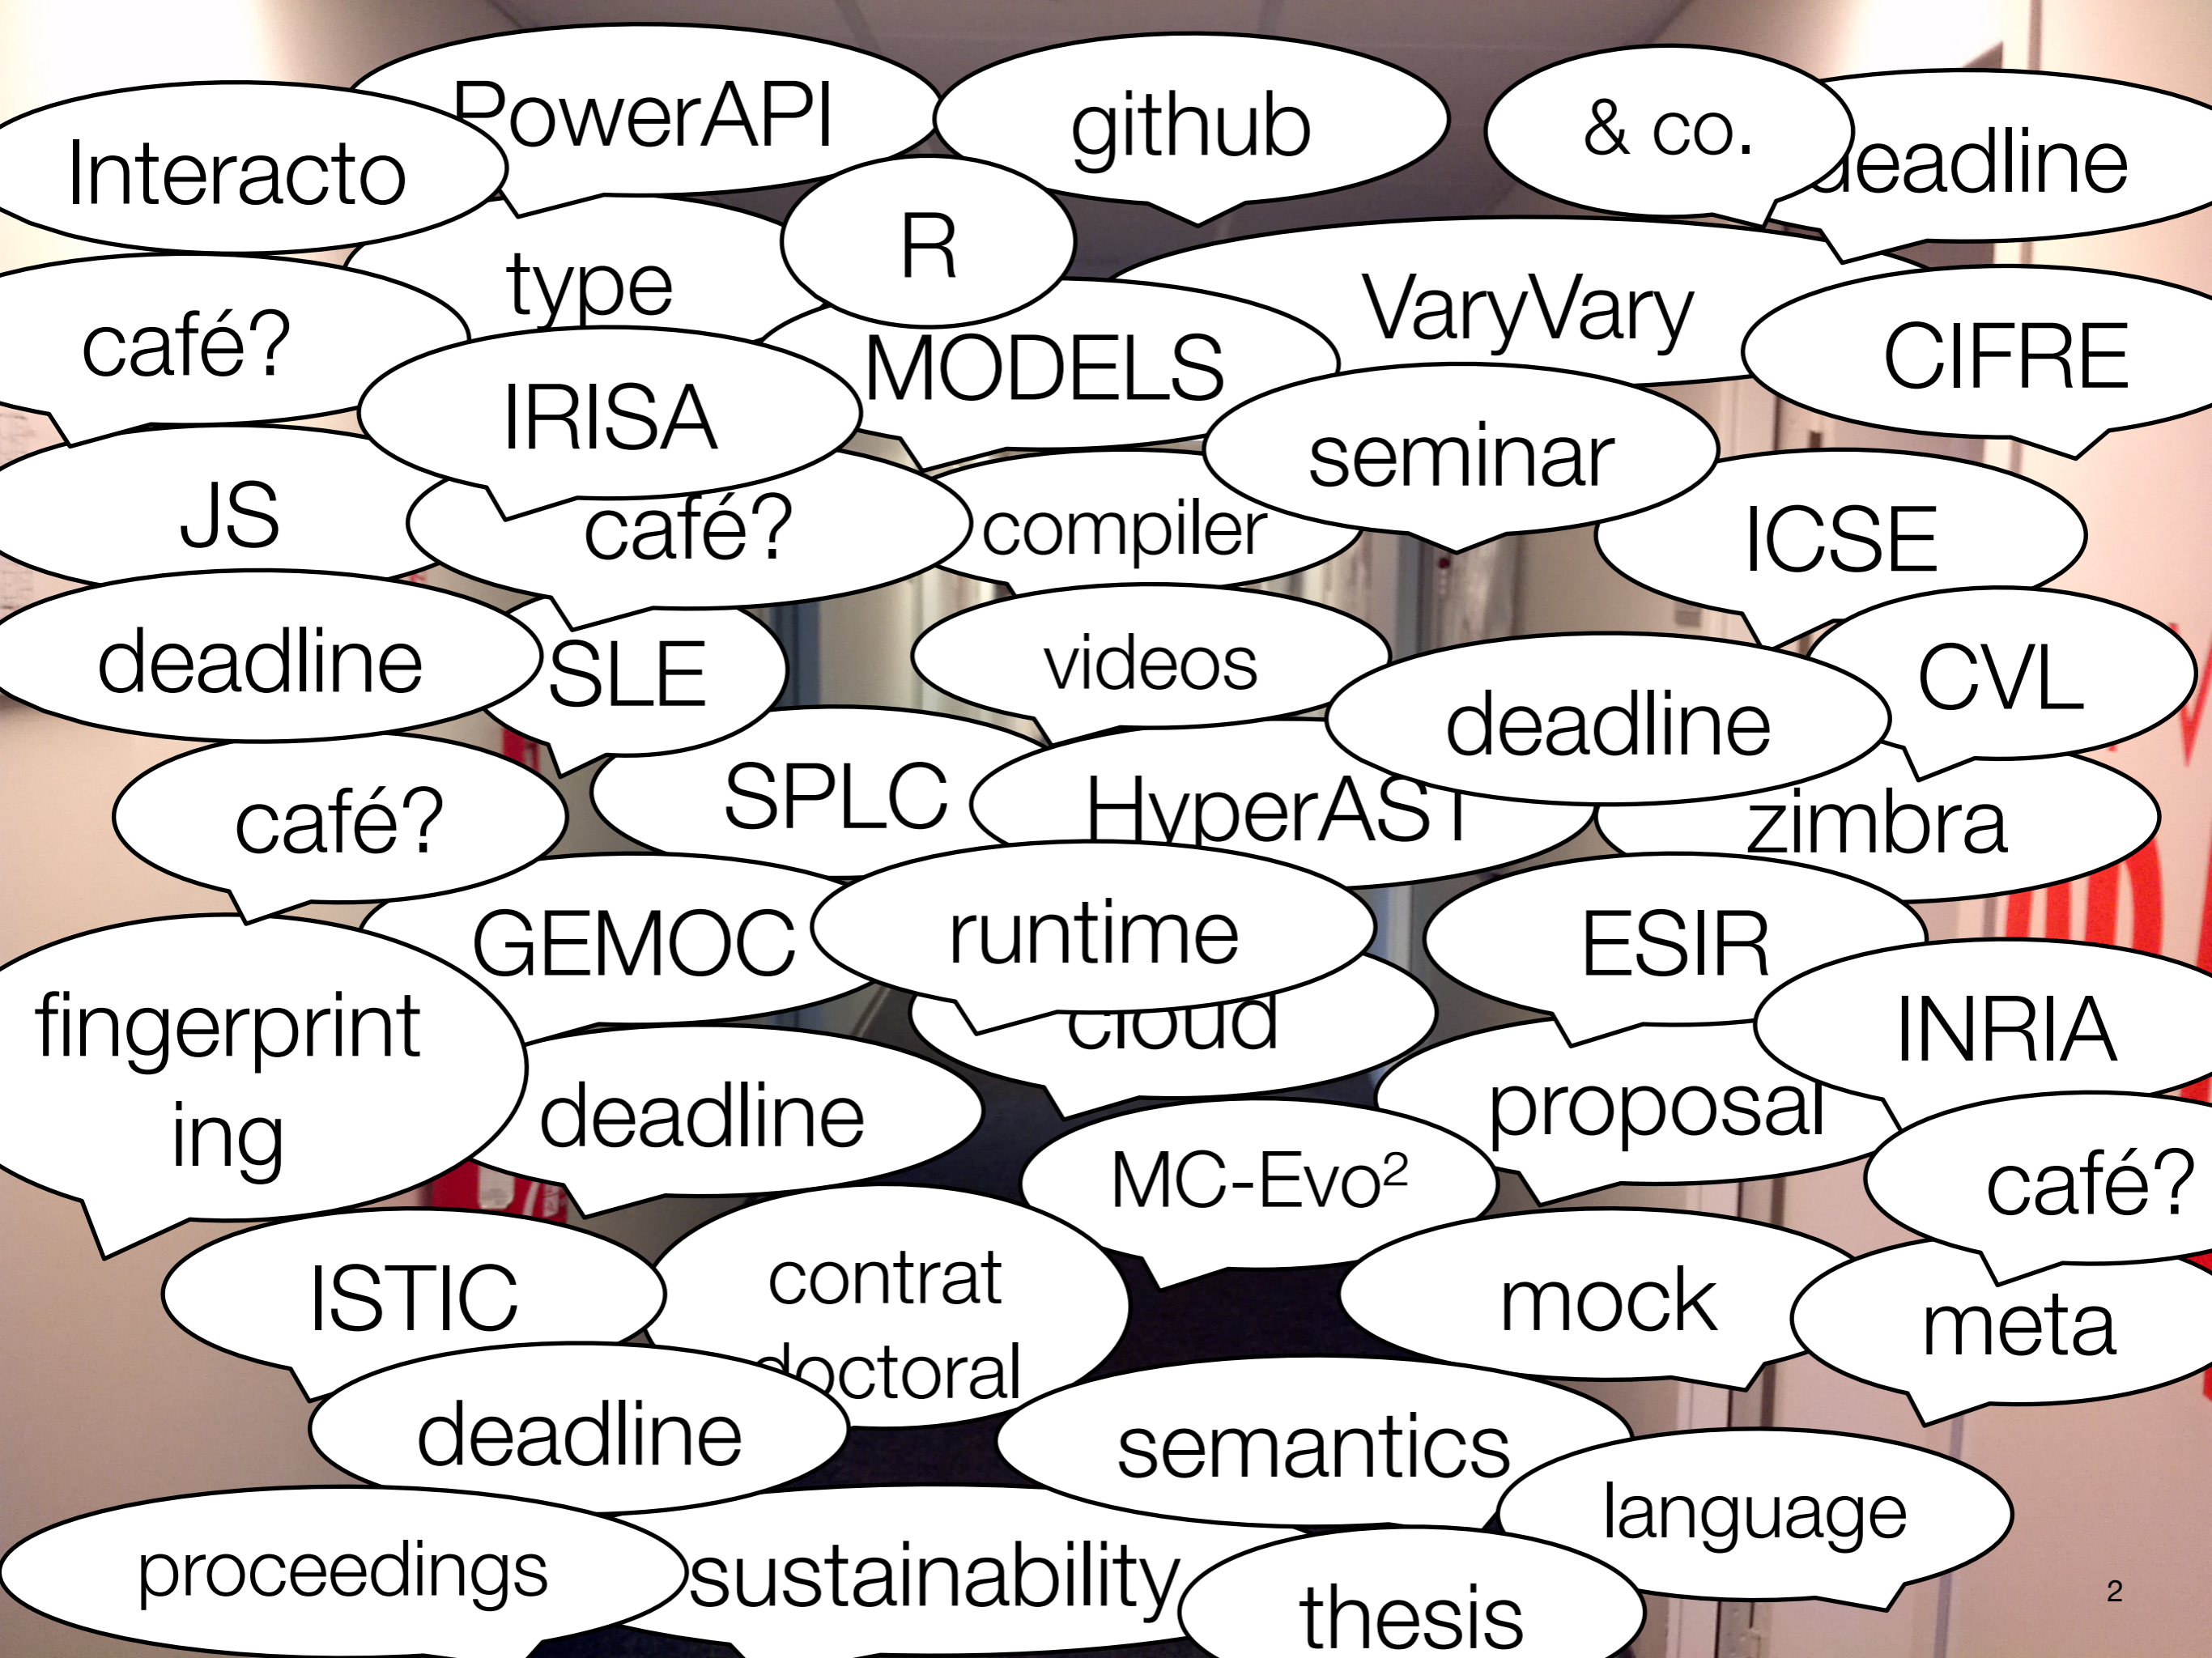 PowerAPI
github
& co.
deadline
Interacto
R
type
VaryVary
café?
MODELS
CIFRE
IRISA
seminar
JS
café?
compiler
ICSE
deadline
SLE
videos
CVL
deadline
SPLC
HyperAST
zimbra
café?
GEMOC
runtime
ESIR
fingerprint
ing
cloud
INRIA
deadline
proposal
MC-Evo²
café?
ISTIC
contrat
doctoral
mock
meta
deadline
semantics
language
proceedings
sustainability
thesis
2